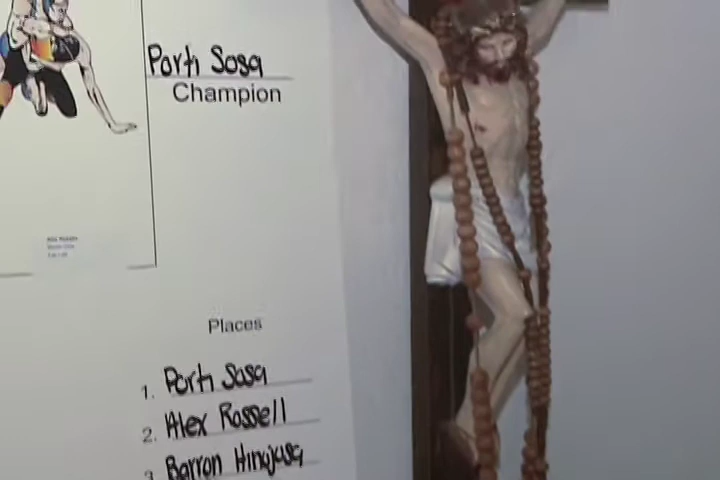 Porti Sosa
Champion
Places
1. Porti Sosa
2. Alex Rossell
3 Barron Hinojosa